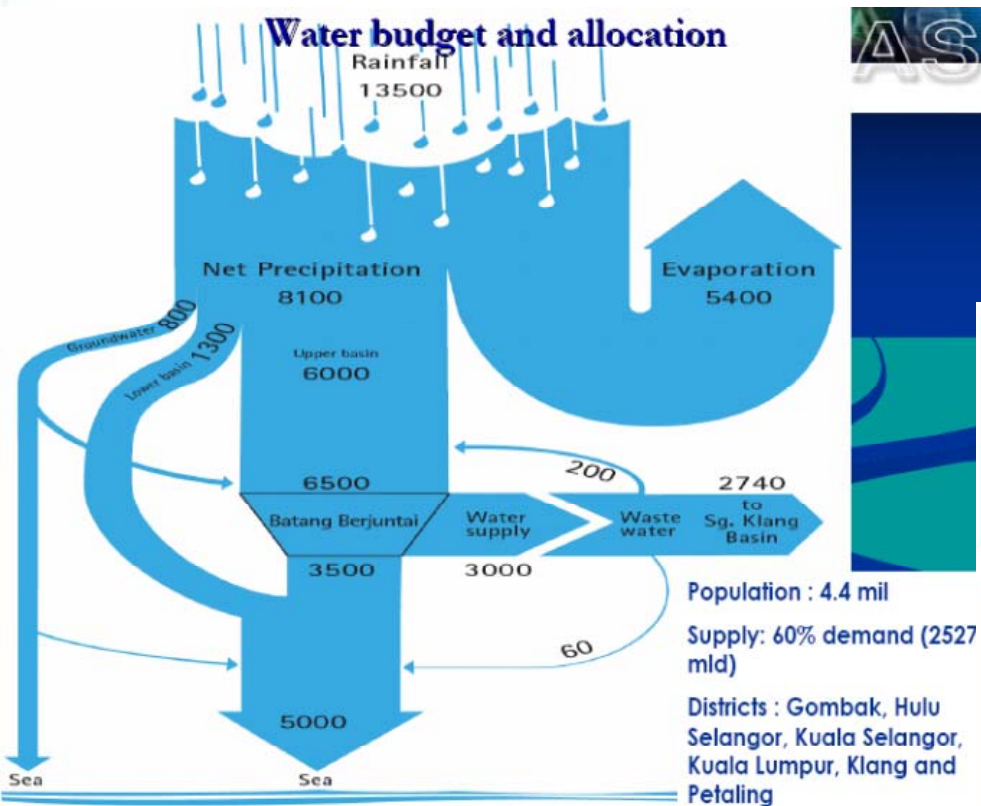 Water budget and allocation
AS
Rainfall
13500
Net Precipitation
8100
Evaporation
5400
Groundwater 800
Lower basin 1300
Upper basin
6000
6500
Batang Berjuntai
3500
Water
supply
3000
200
Waste
water
2740
to
Sg. Klang
Basin
60
5000
Sea
Sea
Population : 4.4 mil
Supply: 60% demand (2527
mld)
Districts : Gombak, Hulu
Selangor, Kuala Selangor,
Kuala Lumpur, Klang and
Petaling